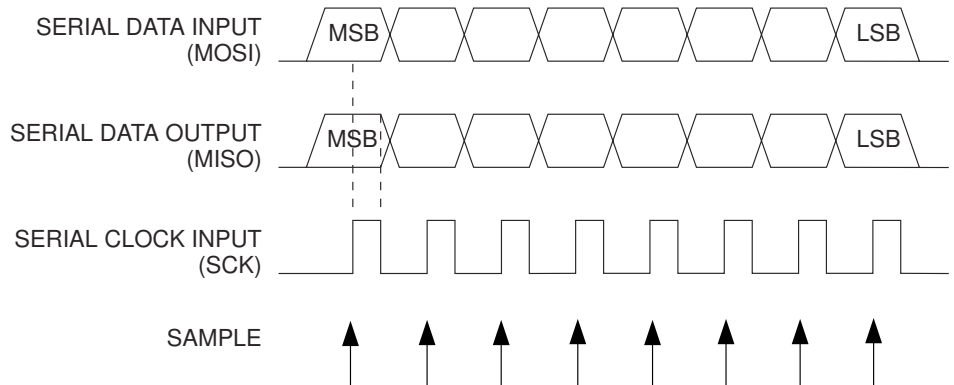 SERIAL DATA INPUT
(MOSI)
MSB
LSB
SERIAL DATA OUTPUT
(MISO)
MSB
LSB
SERIAL CLOCK INPUT
(SCK)
SAMPLE